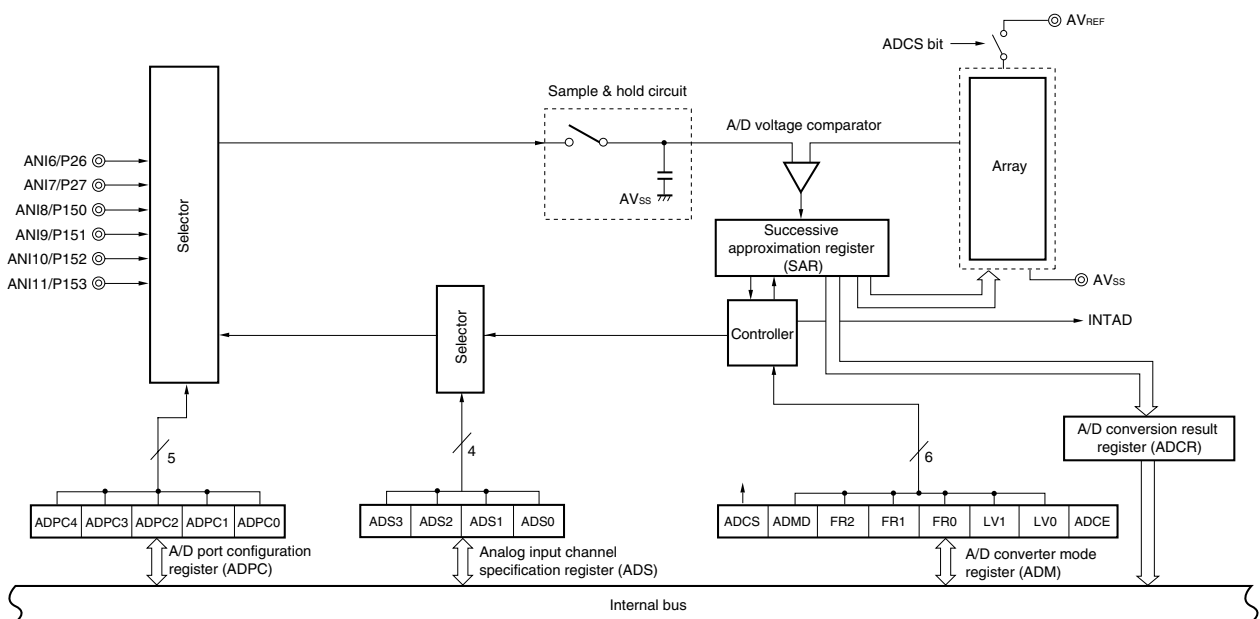 AVREF
ADCS bit
Sample & hold circuit
A/D voltage comparator
Array
Selector
ANI6/P26
ANI7/P27
ANI8/P150
ANI9/P151
ANI10/P152
ANI11/P153
AVSS
Successive
approximation register
(SAR)
AVSS
Selector
Controller
INTAD
A/D conversion result
register (ADCR)
5
4
6
ADPC4 ADPC3 ADPC2 ADPC1 ADPC0
ADS3 ADS2 ADS1 ADS0
ADCS ADMD FR2 FR1 FR0 LV1 LV0 ADCE
A/D port configuration
register (ADPC)
Analog input channel
specification register (ADS)
A/D converter mode
register (ADM)
Internal bus